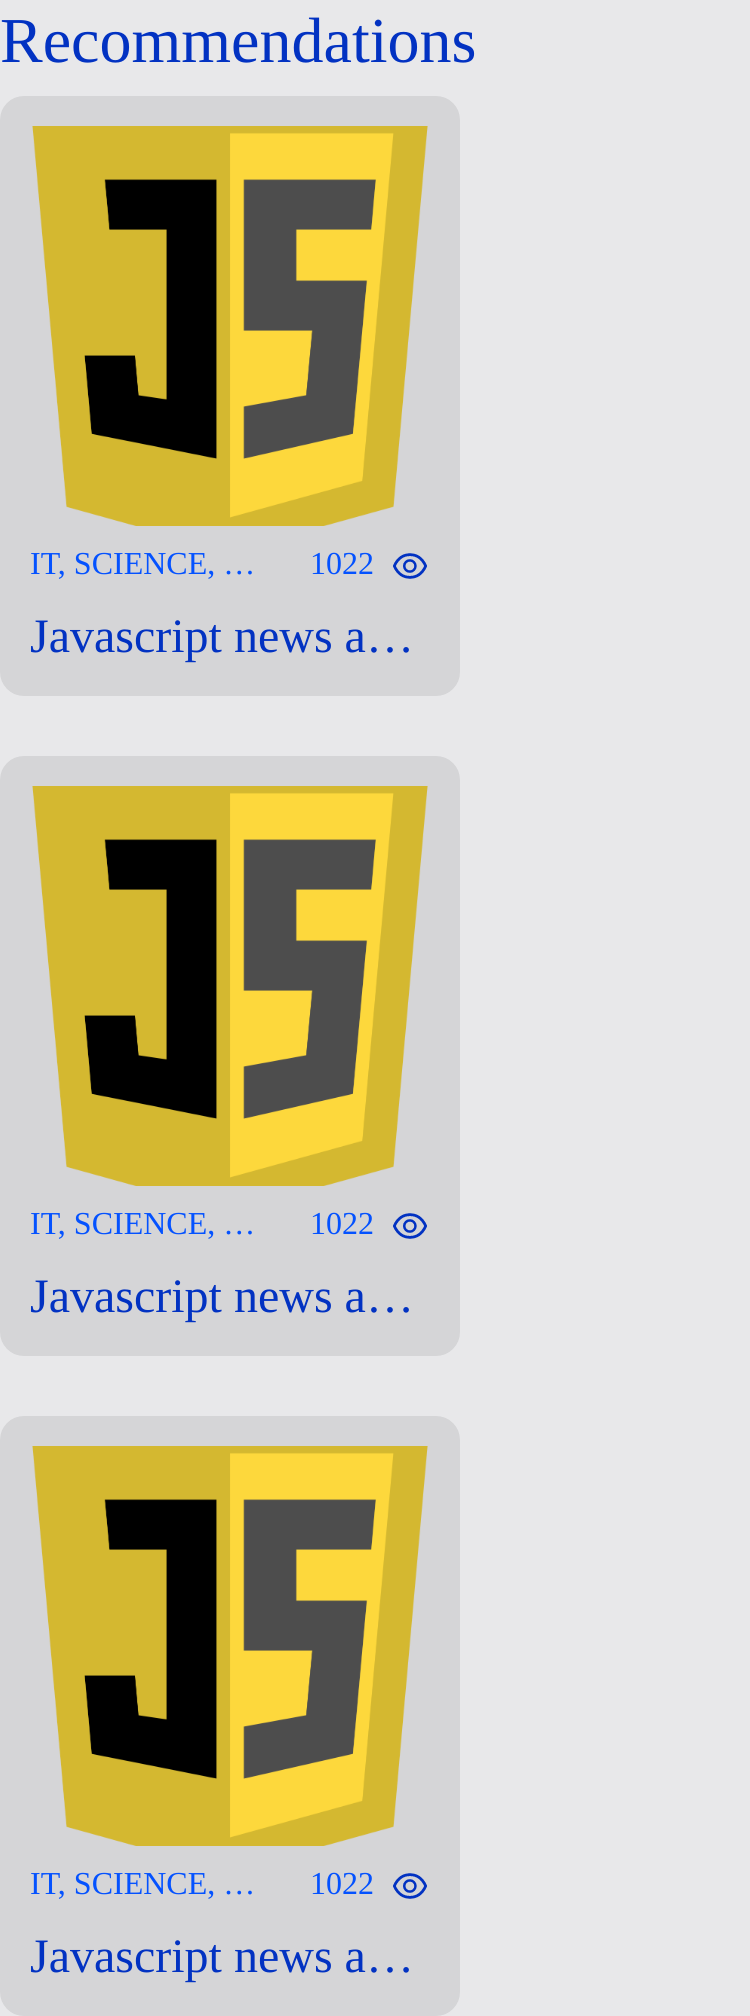 Recommendations
JS
IT, SCIENCE, …
1022
Javascript news a…
JS
IT, SCIENCE, …
1022
Javascript news a…
JS
IT, SCIENCE, …
1022
Javascript news a…